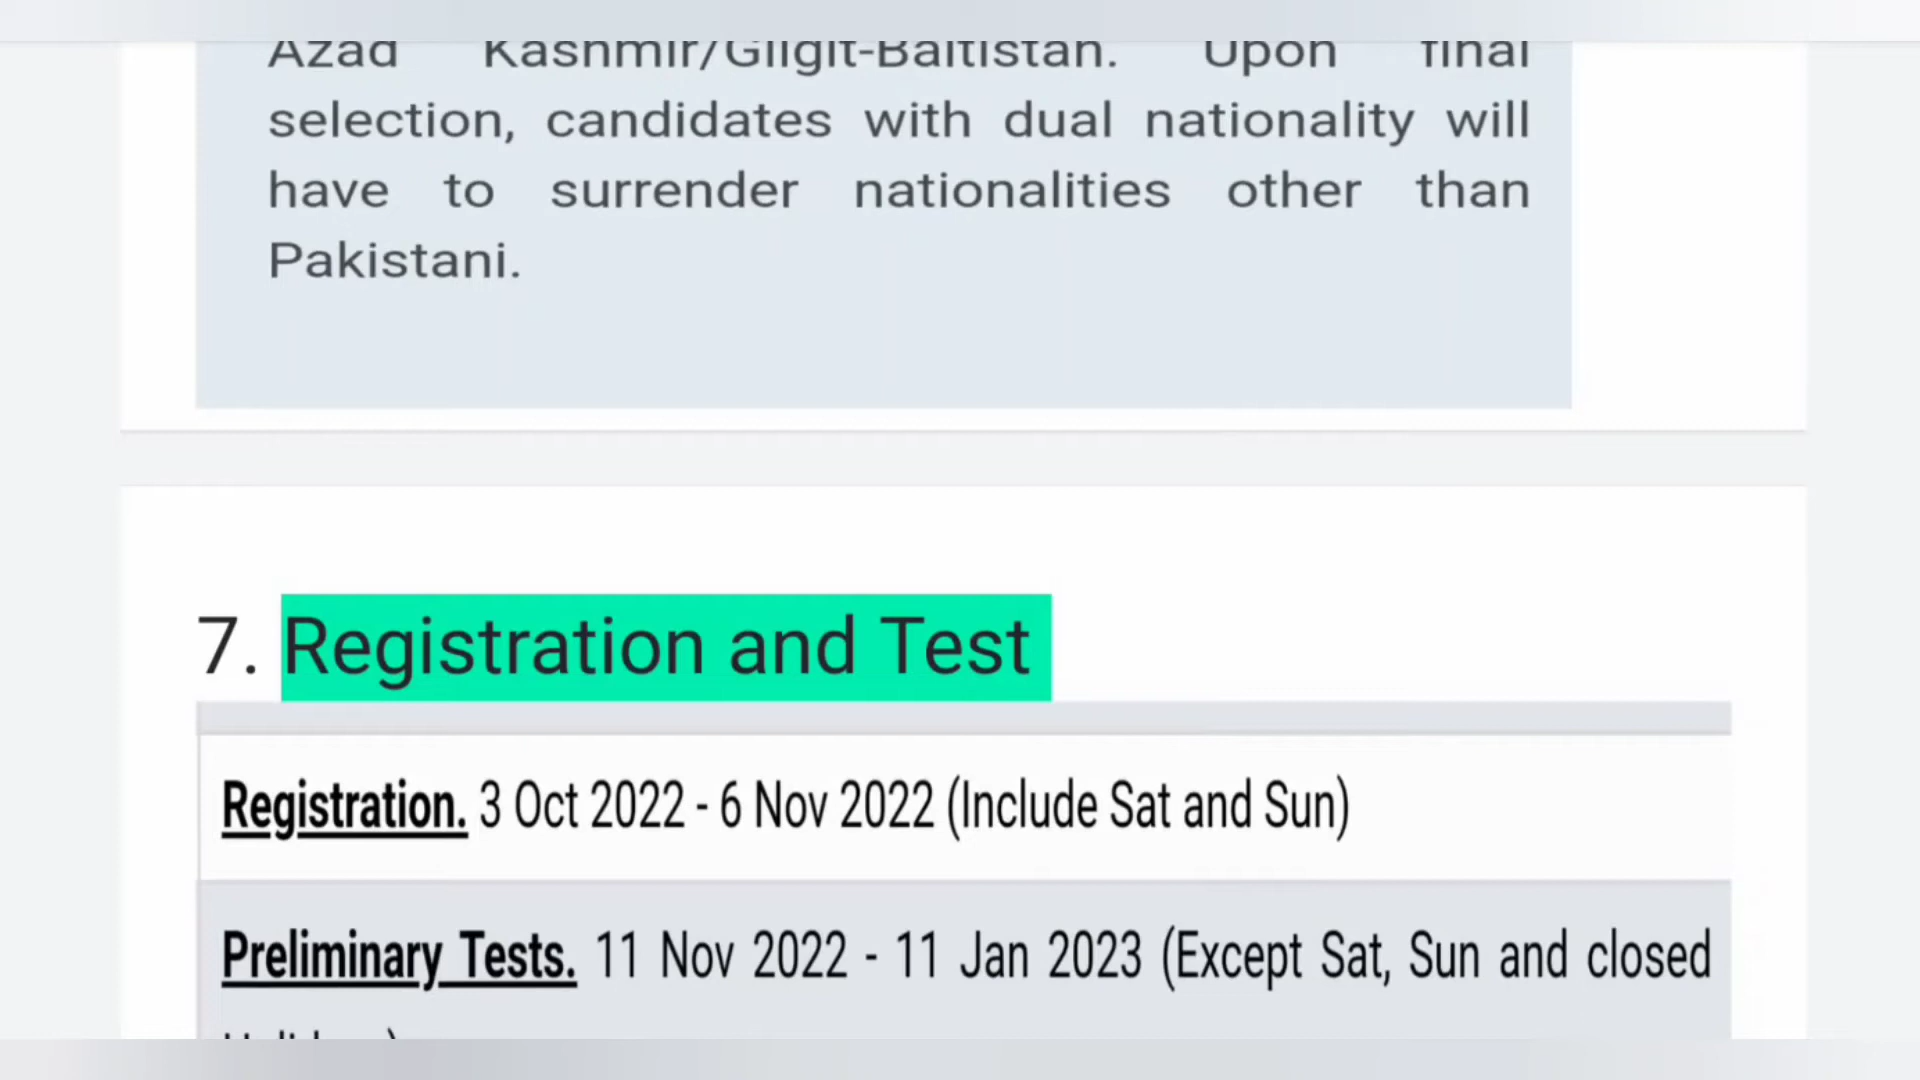 Azad Kashmir/Gilgit-Baltistan. Upon final
selection, candidates with dual nationality will
have to surrender nationalities other than
Pakistani.
7. Registration and Test
Registration. 3 Oct 2022 - 6 Nov 2022 (Include Sat and Sun)
Preliminary Tests. 11 Nov 2022 - 11 Jan 2023 (Except Sat, Sun and closed